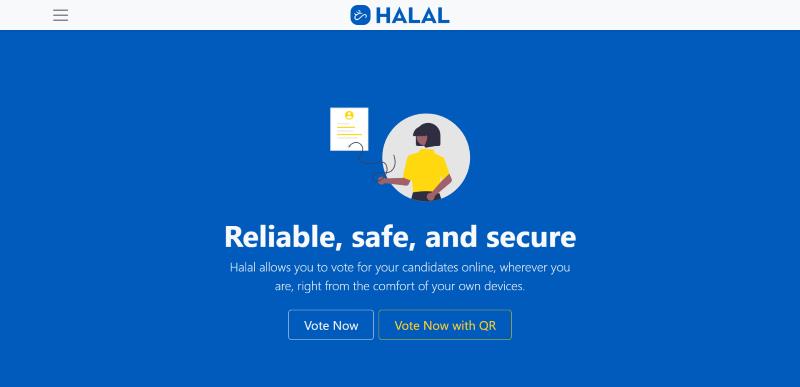 HALAL
Reliable, safe, and secure
Halal allows you to vote for your candidates online, wherever you
are, right from the comfort of your own devices.
Vote Now
Vote Now with QR